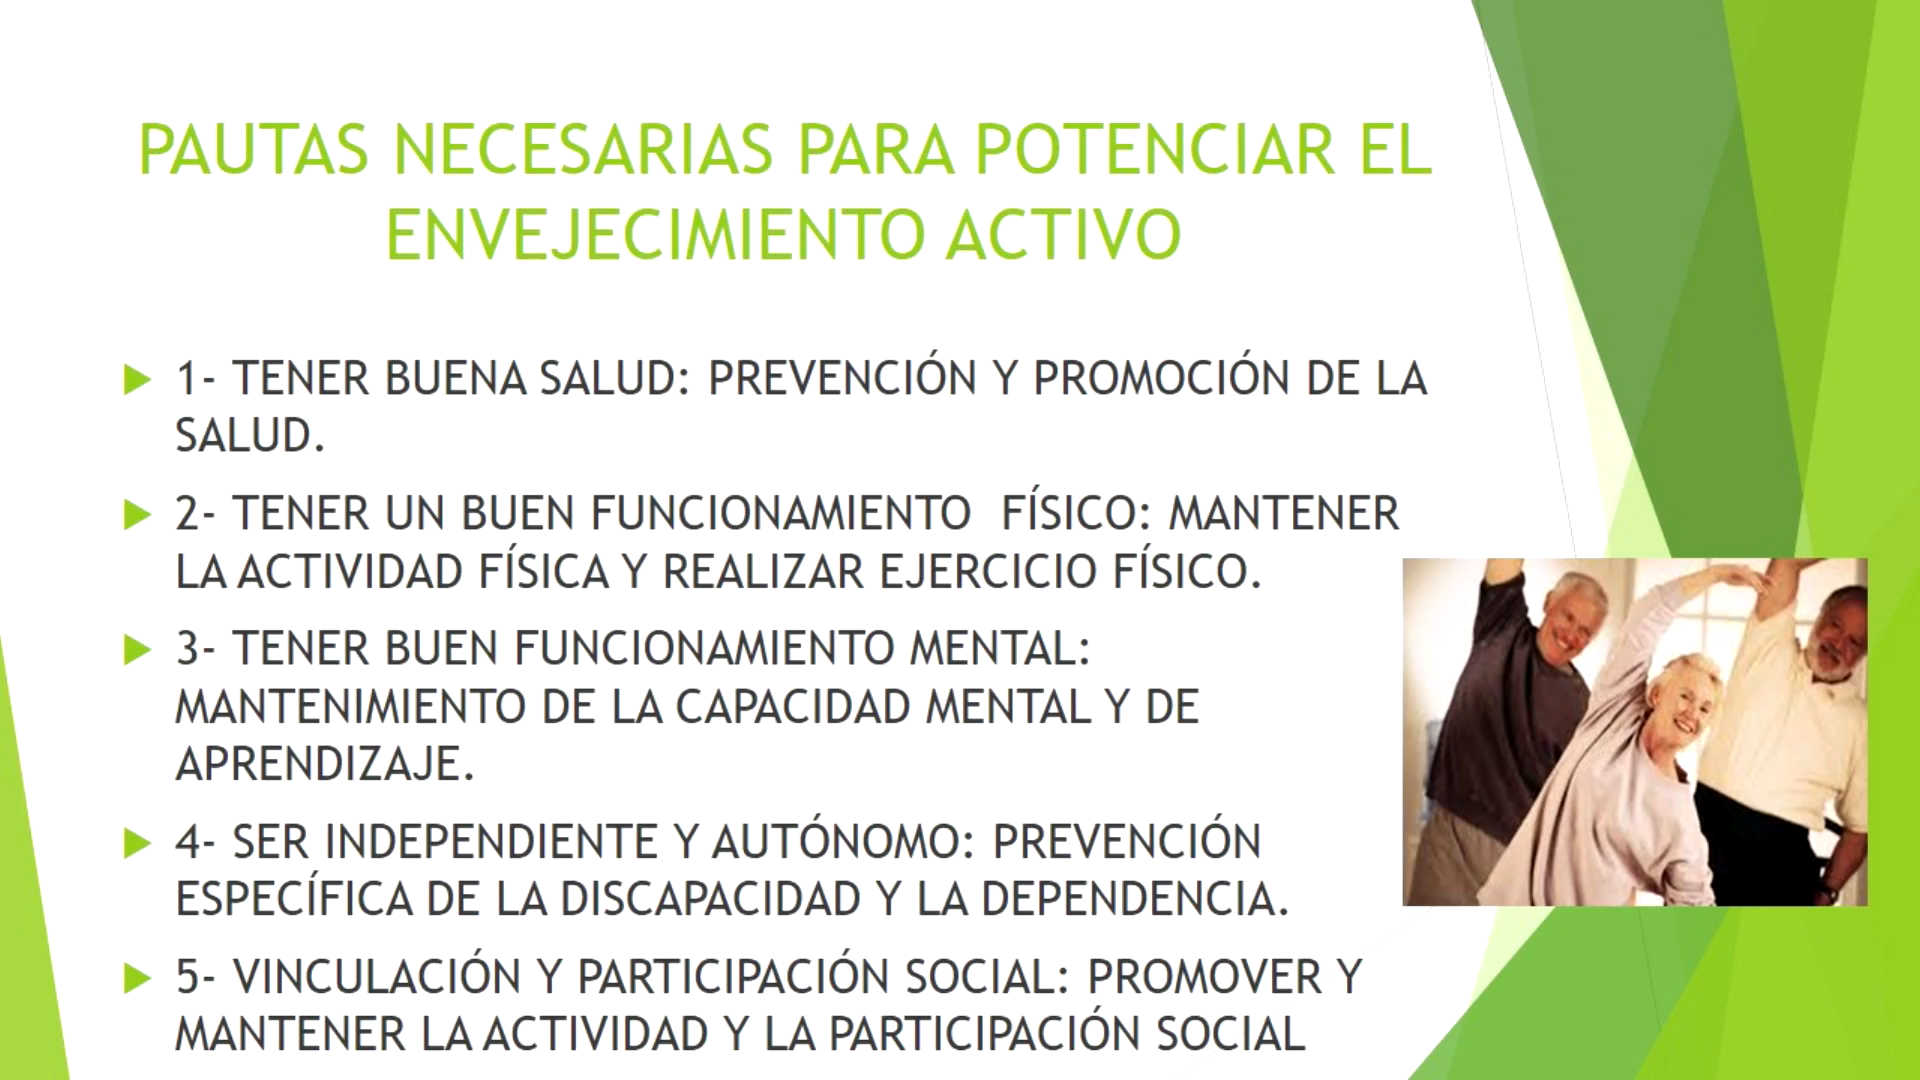 PAUTAS NECESARIAS PARA POTENCIAR EL
ENVEJECIMIENTO ACTIVO
1- TENER BUENA SALUD: PREVENCIÓN Y PROMOCIÓN DE LA
SALUD.
2- TENER UN BUEN FUNCIONAMIENTO  FÍSICO: MANTENER
LA ACTIVIDAD FÍSICA Y REALIZAR EJERCICIO FÍSICO.
3- TENER BUEN FUNCIONAMIENTO MENTAL:
MANTENIMIENTO DE LA CAPACIDAD MENTAL Y DE
APRENDIZAJE.
4- SER INDEPENDIENTE Y AUTÓNOMO: PREVENCIÓN
ESPECÍFICA DE LA DISCAPACIDAD Y LA DEPENDENCIA.
5- VINCULACIÓN Y PARTICIPACIÓN SOCIAL: PROMOVER Y
MANTENER LA ACTIVIDAD Y LA PARTICIPACIÓN SOCIAL